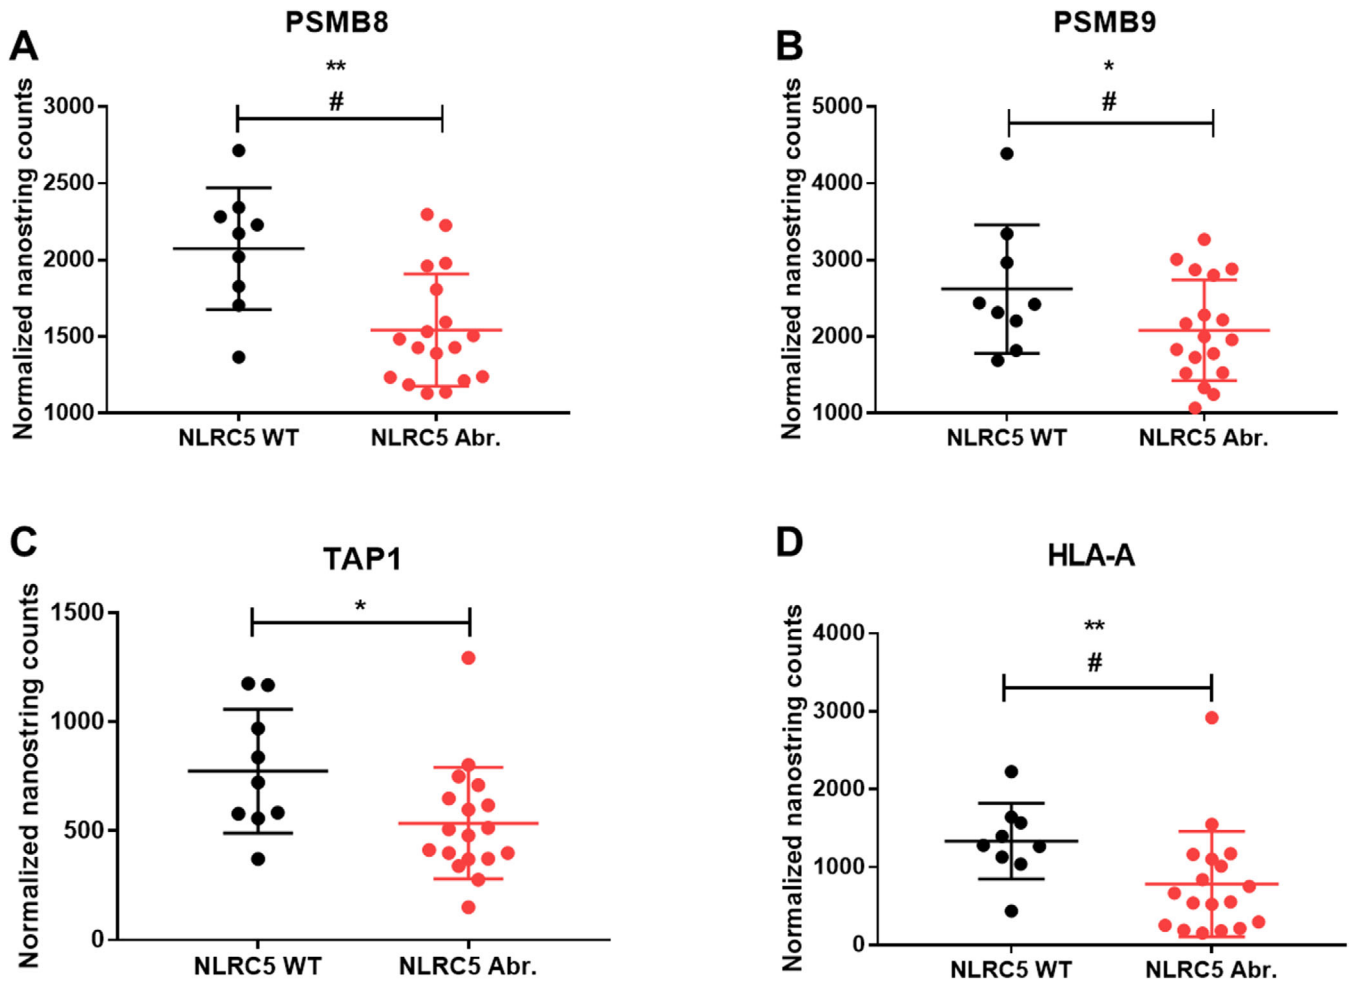 A
PSMB8
**
#
Normalized nanostring counts
3000
2500
2000
1500
1000
NLRC5 WT
NLRC5 Abr.
B
PSMB9
*
#
Normalized nanostring counts
5000
4000
3000
2000
1000
NLRC5 WT
NLRC5 Abr.
C
TAP1
*
Normalized nanostring counts
1500
1000
500
0
NLRC5 WT
NLRC5 Abr.
D
HLA-A
**
#
Normalized nanostring counts
4000
3000
2000
1000
0
NLRC5 WT
NLRC5 Abr.